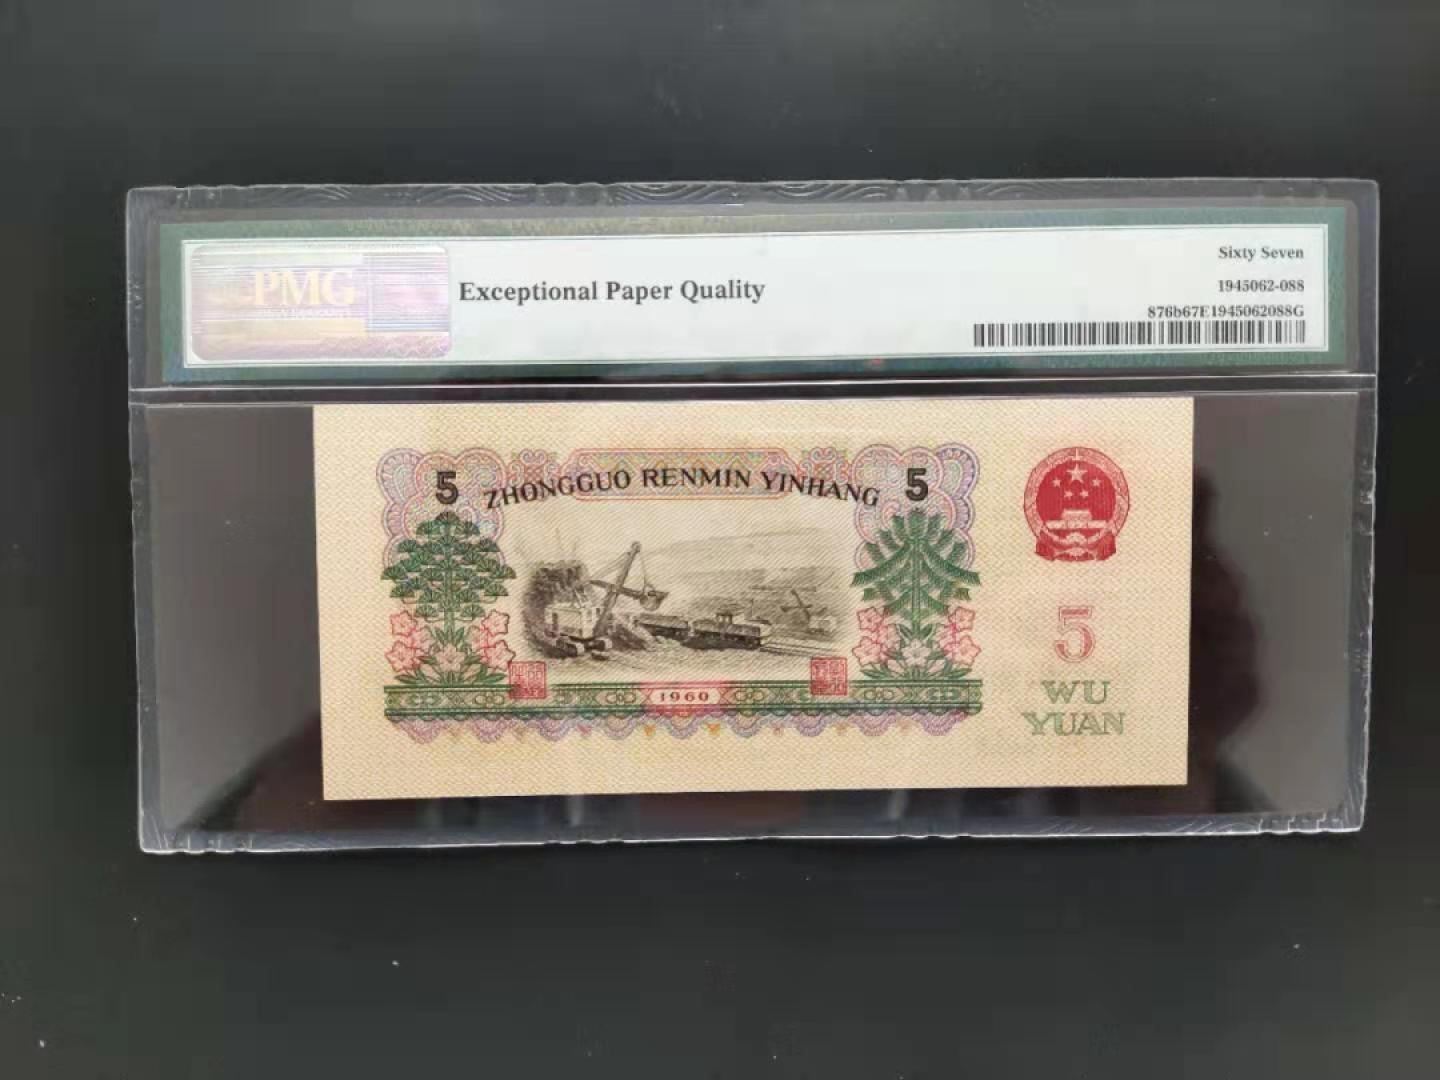 PMG
Exceptional Paper Quality
Sixty Seven
1945062-088
876b67E1945062088G
5 ZHONGGUO RENMIN YINHANG 5
1960
5
WU
YUAN